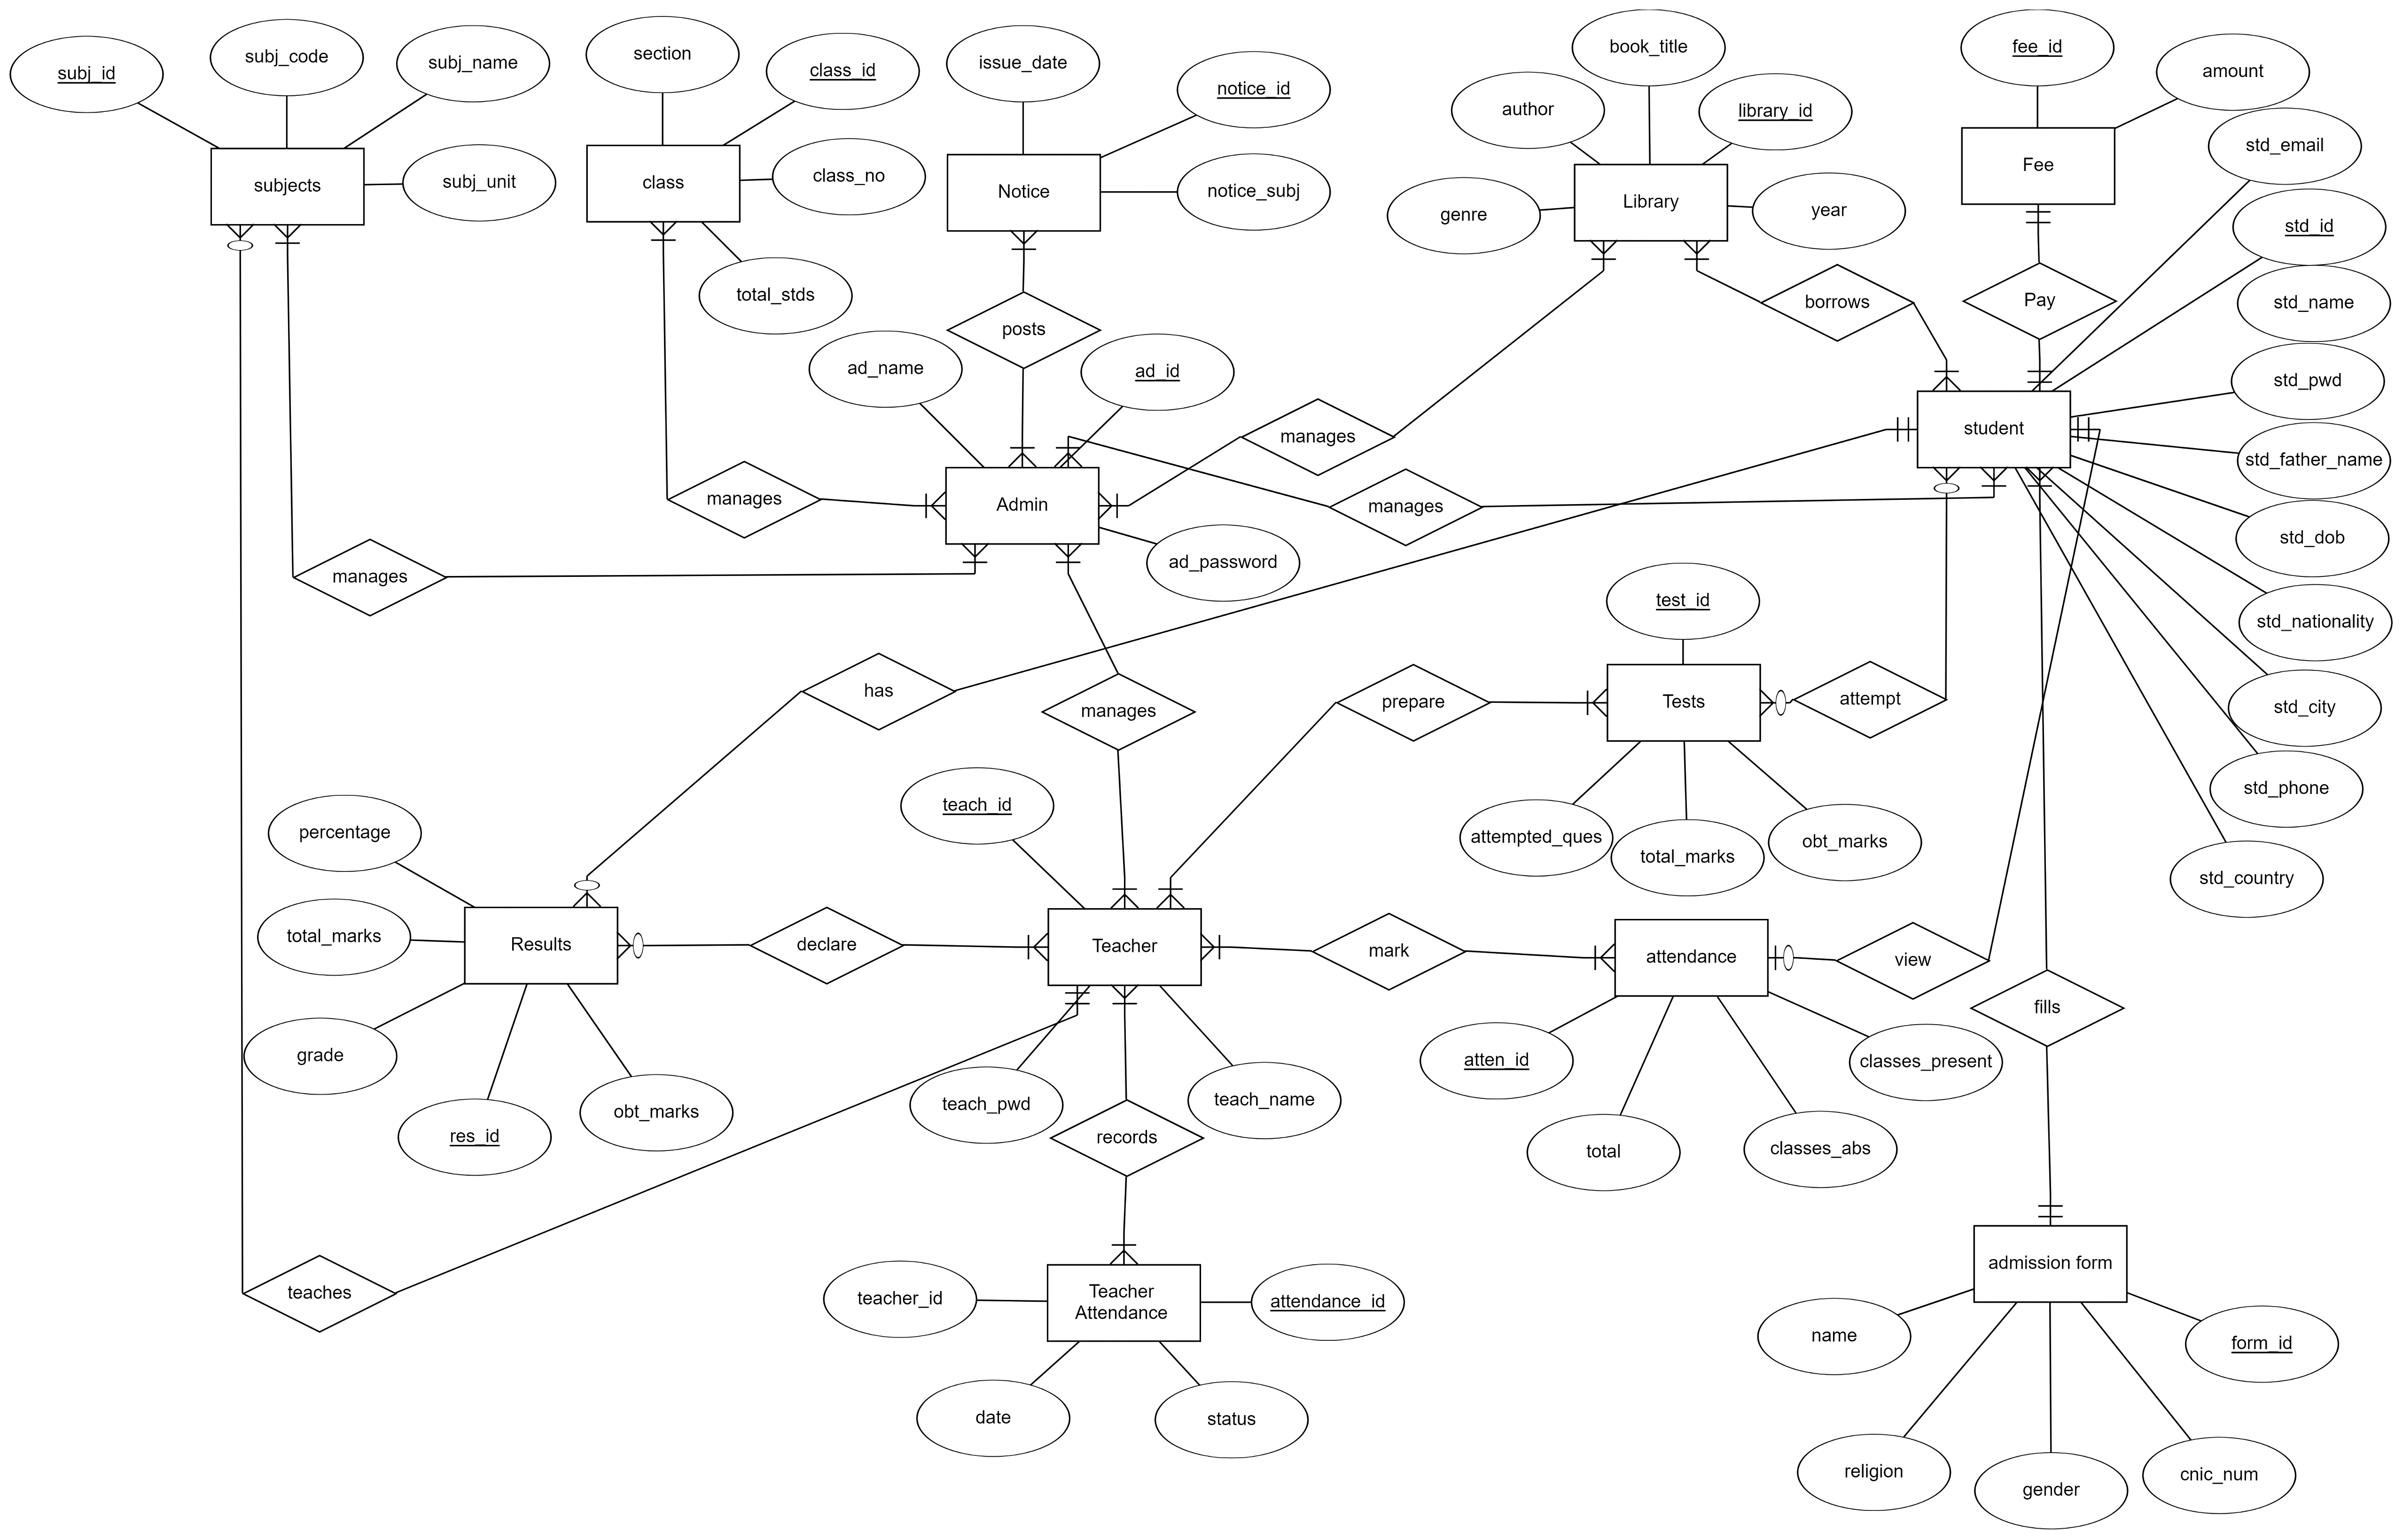 subj_id
subj_code
subj_name
subj_unit
subjects
section
class_id
class_no
class
total_stds
issue_date
notice_id
notice_subj
Notice
posts
book_title
author
library_id
genre
Library
year
borrows
fee_id
amount
Fee
Pay
std_email
std_id
std_name
std_pwd
student
std_father_name
std_dob
std_nationality
std_city
std_phone
std_country
ad_name
ad_id
manages
manages
Admin
manages
ad_password
manages
has
manages
test_id
prepare
Tests
attempt
attempted_ques
total_marks
obt_marks
teach_id
percentage
total_marks
Results
declare
Teacher
mark
attendance
view
fills
grade
res_id
obt_marks
teach_pwd
teach_name
records
atten_id
classes_present
total
classes_abs
teaches
teacher_id
Teacher
Attendance
attendance_id
date
status
admission form
name
form_id
religion
gender
cnic_num